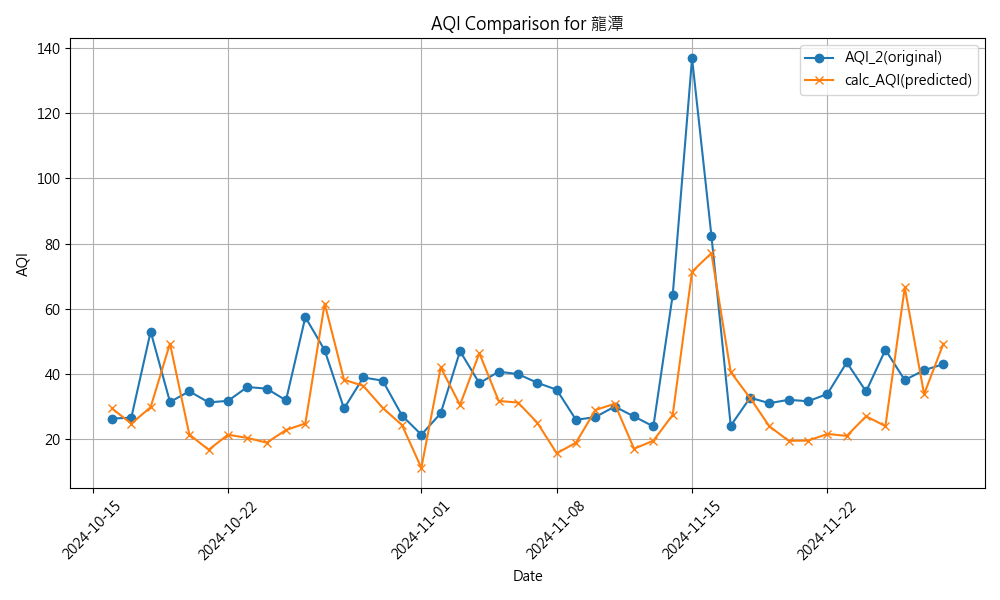 AQI Comparison for 龍潭
AQI_2(original)
calc_AQI(predicted)
140
120
100
80
60
40
20
AQI
2024-10-15
2024-10-22
2024-11-01
2024-11-08
2024-11-15
2024-11-22
Date